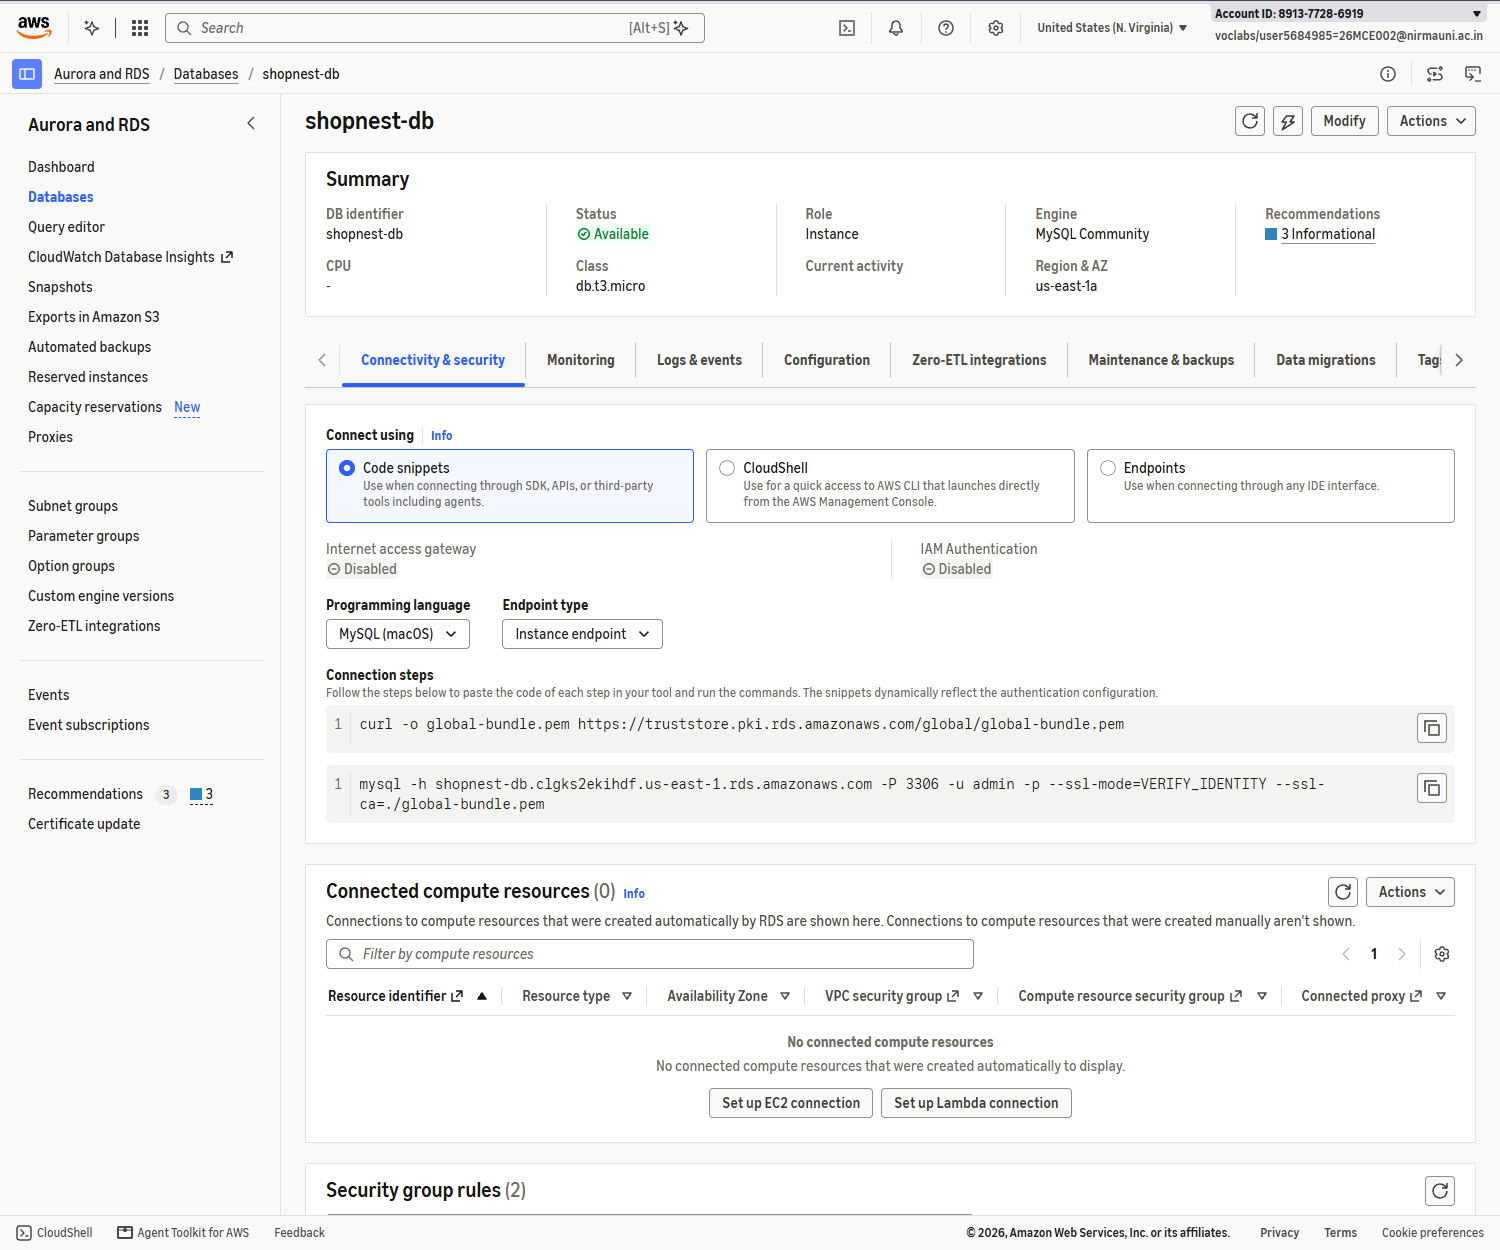 aws
Search [Alt+S]
United States (N. Virginia)
Account ID: 8913-7728-6919
voclabs/user5684985=26MCE002@nirmauni.ac.in
Aurora and RDS / Databases / shopnest-db
Aurora and RDS
Dashboard
Databases
Query editor
CloudWatch Database Insights
Snapshots
Exports in Amazon S3
Automated backups
Reserved instances
Capacity reservations New
Proxies
Subnet groups
Parameter groups
Option groups
Custom engine versions
Zero-ETL integrations
Events
Event subscriptions
Recommendations 3 3
Certificate update
shopnest-db
Modify
Actions
Summary
DB identifier
shopnest-db
CPU
-
Status
Available
Class
db.t3.micro
Role
Instance
Current activity
Engine
MySQL Community
Region & AZ
us-east-1a
Recommendations
3 Informational
Connectivity & security
Monitoring
Logs & events
Configuration
Zero-ETL integrations
Maintenance & backups
Data migrations
Tag
Connect using Info
Code snippets
Use when connecting through SDK, APIs, or third-party
tools including agents.
CloudShell
Use for a quick access to AWS CLI that launches directly
from the AWS Management Console.
Endpoints
Use when connecting through any IDE interface.
Internet access gateway
Disabled
IAM Authentication
Disabled
Programming language
MySQL (macOS)
Endpoint type
Instance endpoint
Connection steps
Follow the steps below to paste the code of each step in your tool and run the commands. The snippets dynamically reflect the authentication configuration.
1 curl -o global-bundle.pem https://truststore.pki.rds.amazonaws.com/global/global-bundle.pem
1 mysql -h shopnest-db.clgks2ekihdf.us-east-1.rds.amazonaws.com -P 3306 -u admin -p --ssl-mode=VERIFY_IDENTITY --ssl-
ca=./global-bundle.pem
Connected compute resources (0) Info
Actions
Connections to compute resources that were created automatically by RDS are shown here. Connections to compute resources that were created manually aren't shown.
Filter by compute resources
1
Resource identifier
Resource type
Availability Zone
VPC security group
Compute resource security group
Connected proxy
No connected compute resources
No connected compute resources that were created automatically to display.
Set up EC2 connection
Set up Lambda connection
Security group rules (2)
CloudShell
Agent Toolkit for AWS
Feedback
© 2026, Amazon Web Services, Inc. or its affiliates.
Privacy
Terms
Cookie preferences